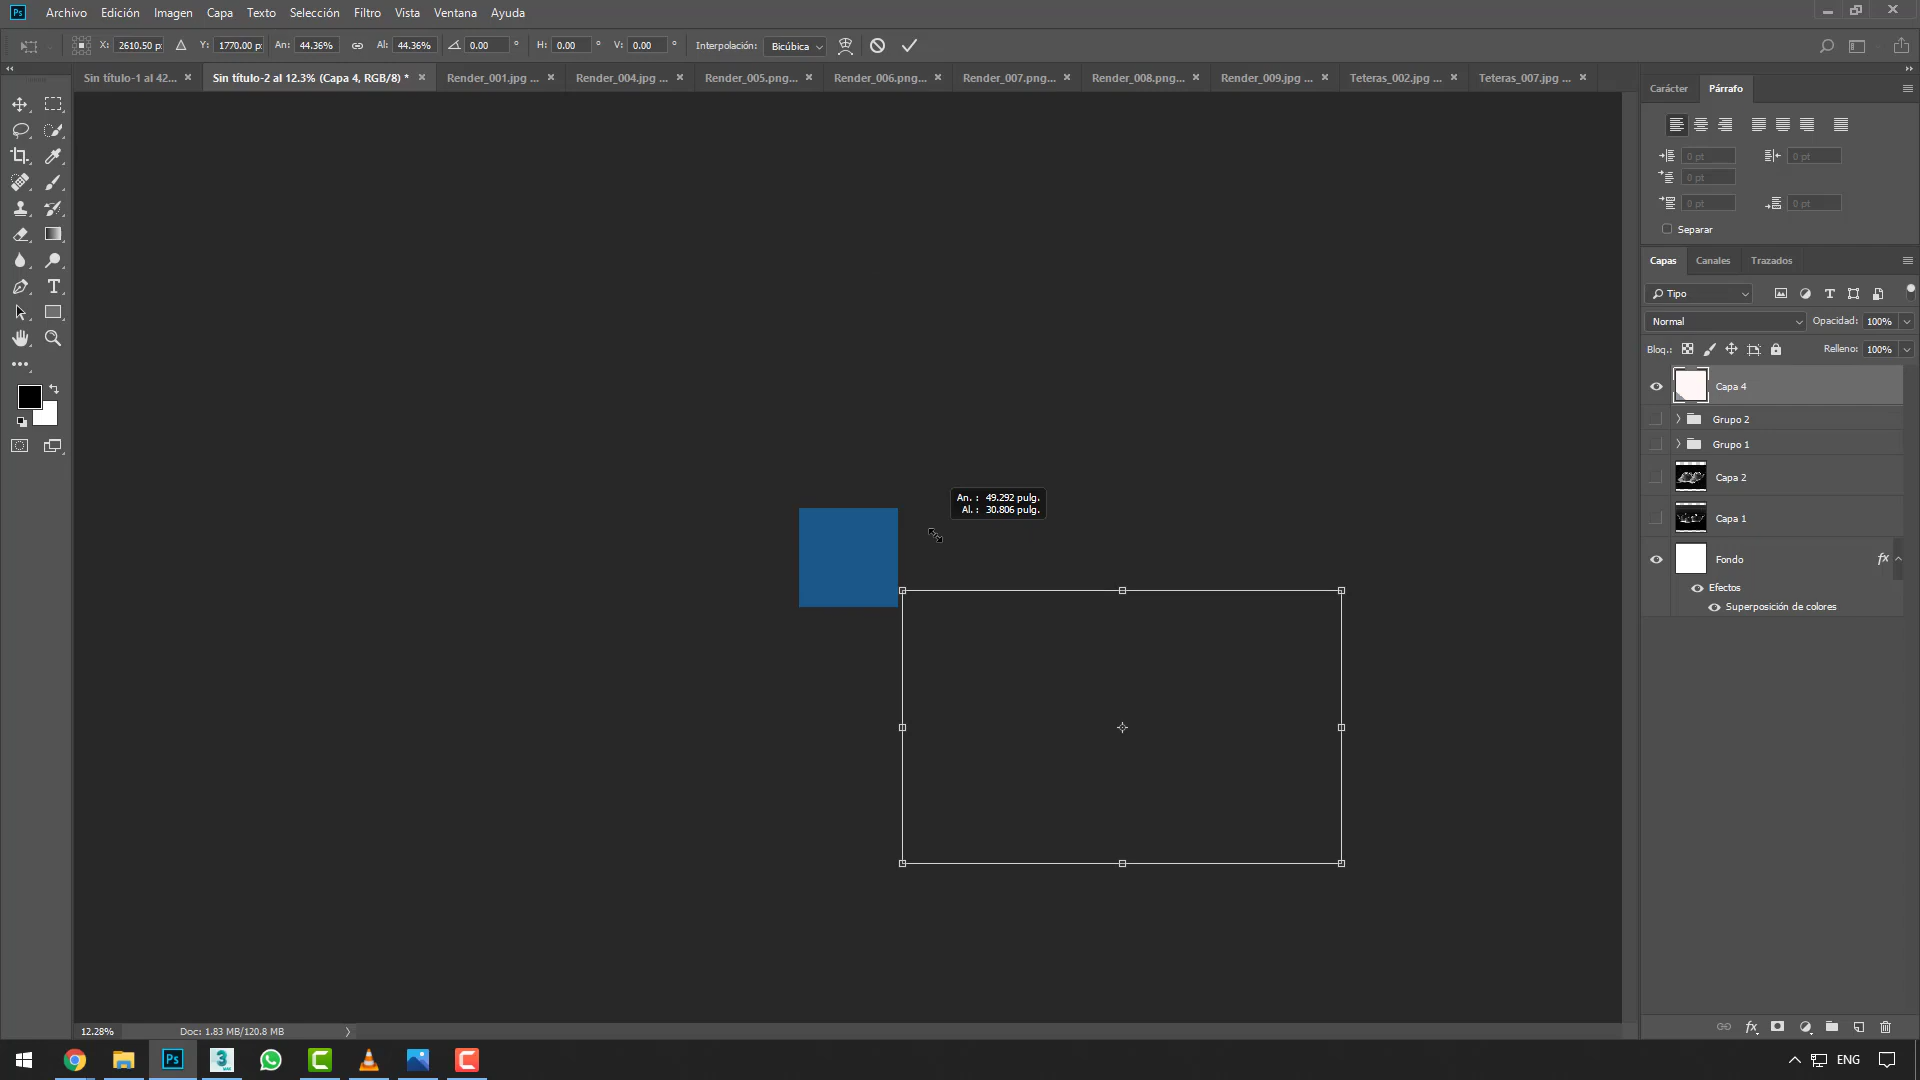 Ps Archivo Edición Imagen Capa Texto Selección Filtro Vista Ventana Ayuda
X: 2610.50 p: Y: 1770.00 p: An: 44.36% Al: 44.36% 0.00 ° H: 0.00 ° V: 0.00 ° Interpolación: Bicúbica
Sin título-1 al 42... × Sin título-2 al 12.3% (Capa 4, RGB/8) * × Render_001.jpg ... × Render_004.jpg ... × Render_005.png... × Render_006.png... × Render_007.png... × Render_008.png... × Render_009.jpg ... × Teteras_002.jpg ... × Teteras_007.jpg ... ×
Carácter Párrafo
0 pt 0 pt
0 pt
0 pt 0 pt
Separar
Capas Canales Trazados
Tipo
Normal Opacidad: 100%
Bloq.: Relleno: 100%
Capa 4
Grupo 2
Grupo 1
Capa 2
Capa 1
Fondo fx
Efectos
Superposición de colores
An. : 49.292 pulg.
Al. : 30.806 pulg.
12.28% Doc: 1.83 MB/120.8 MB
fx
Ps 3 ENG